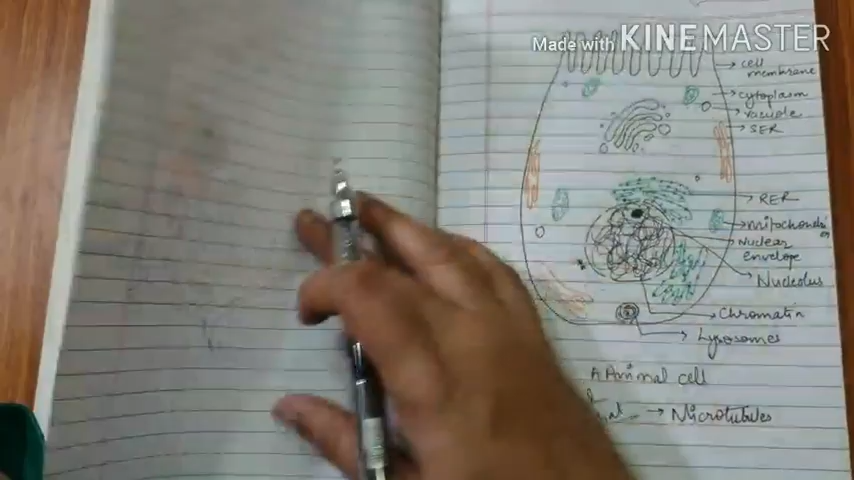 Made with KINEMASTER
cell
membrane
cytoplasm
vacuole
SER
RER
Mitochondri
a
Nuclear
Envelope
Nucleolus
Chromatin
Lysosomes
Animal cell
→ Microtubules